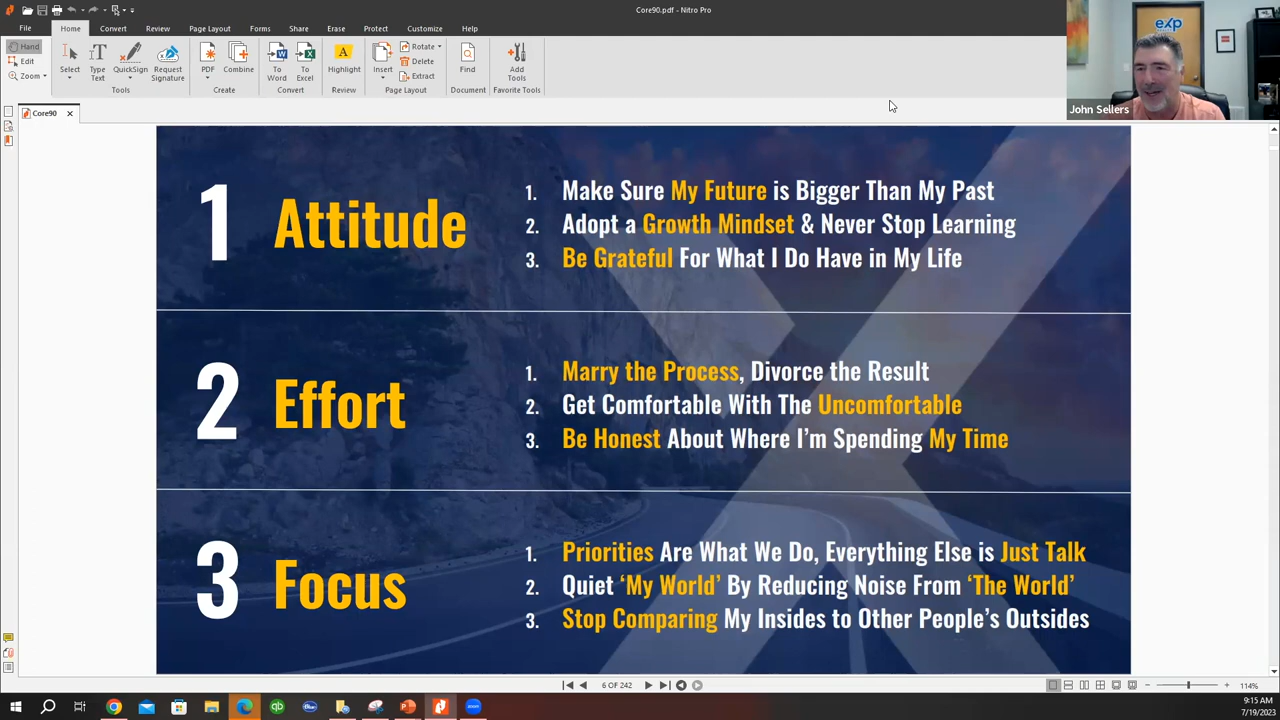 Core90.pdf - Nitro Pro
File Home Convert Review Page Layout Forms Share Erase Protect Customize Help
Hand
Edit
Zoom
Select
Type Text
QuickSign
Request Signature
Tools
PDF
Combine
Create
To Word
To Excel
Convert
Highlight
Review
Insert
Rotate
Delete
Extract
Page Layout
Find
Document
Add Tools
Favorite Tools
exp
John Sellers
Core90
1 Attitude
1. Make Sure My Future is Bigger Than My Past
2. Adopt a Growth Mindset & Never Stop Learning
3. Be Grateful For What I Do Have in My Life
2 Effort
1. Marry the Process, Divorce the Result
2. Get Comfortable With The Uncomfortable
3. Be Honest About Where I'm Spending My Time
3 Focus
1. Priorities Are What We Do, Everything Else is Just Talk
2. Quiet ‘My World’ By Reducing Noise From ‘The World’
3. Stop Comparing My Insides to Other People's Outsides
6 OF 242
114%
9:15 AM
7/19/2023